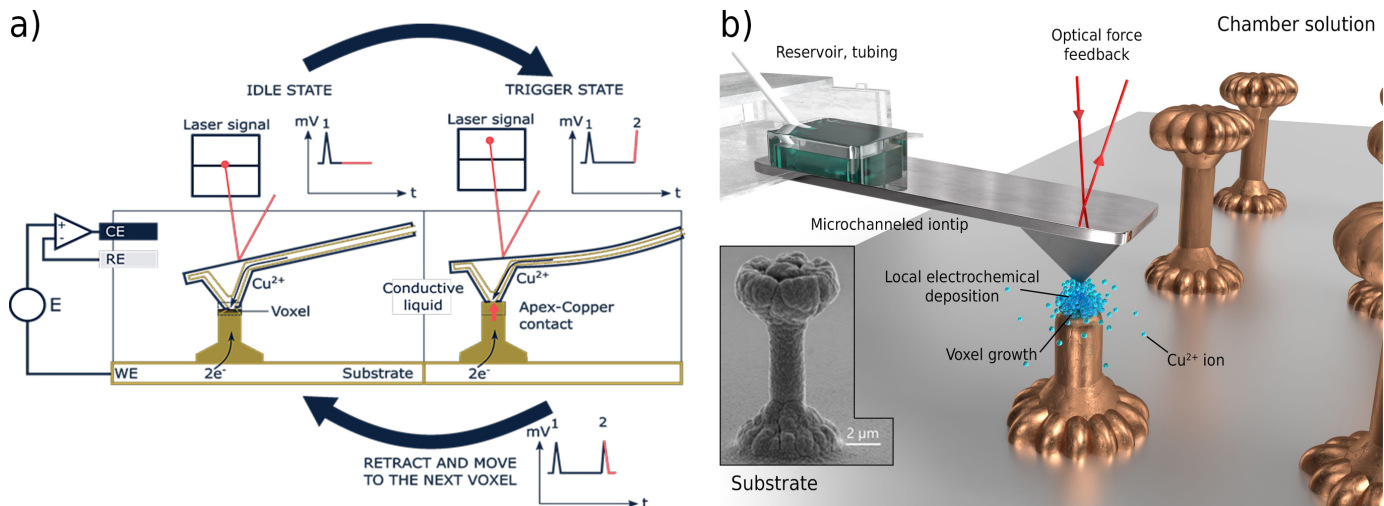 a)
IDLE STATE
TRIGGER STATE
Laser signal
mV
1
t
Laser signal
mV
1
2
t
+
-
CE
RE
E
Cu²⁺
Voxel
Conductive
liquid
Cu²⁺
Apex-Copper
contact
WE
2e⁻
Substrate
2e⁻
RETRACT AND MOVE
TO THE NEXT VOXEL
mV
1
2
t
b)
Chamber solution
Optical force
feedback
Reservoir, tubing
Microchanneled iontip
Local electrochemical
deposition
Voxel growth
Cu²⁺ ion
2 μm
Substrate